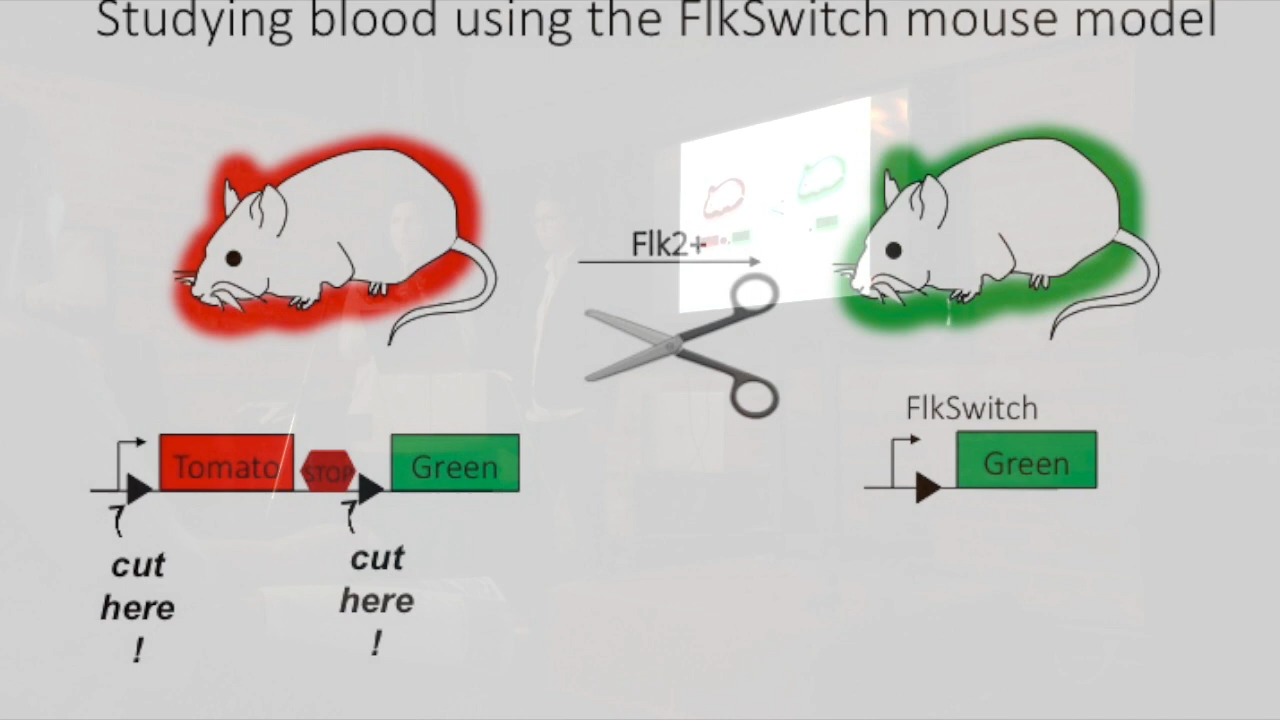 Studying blood using the FlkSwitch mouse model
Flk2+
FlkSwitch
Tomato
STOP
Green
Green
cut
here
!
cut
here
!